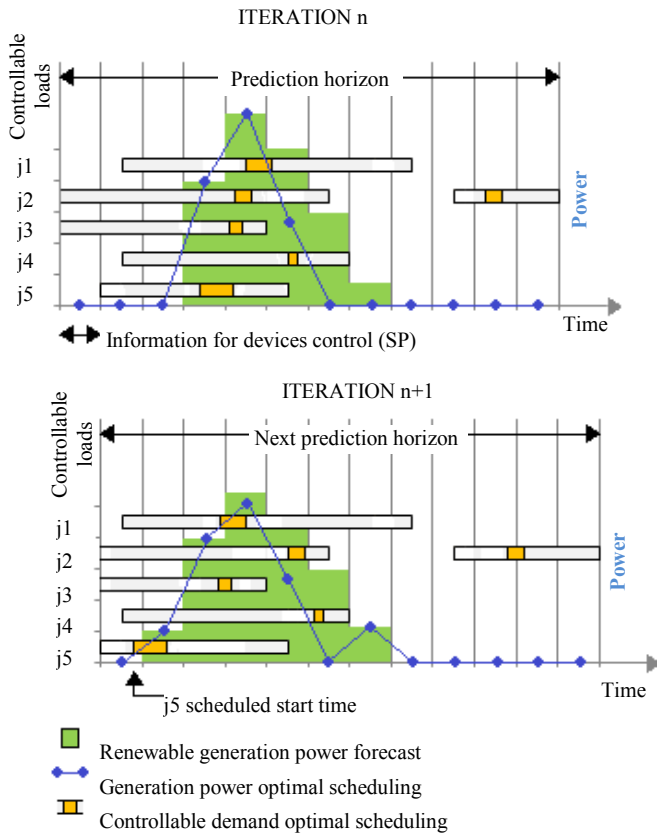 ITERATION n
Controllable
loads
Prediction horizon
j1
j2
j3
j4
j5
Power
Time
Information for devices control (SP)
ITERATION n+1
Controllable
loads
Next prediction horizon
j1
j2
j3
j4
j5
Power
Time
j5 scheduled start time
Renewable generation power forecast
Generation power optimal scheduling
Controllable demand optimal scheduling